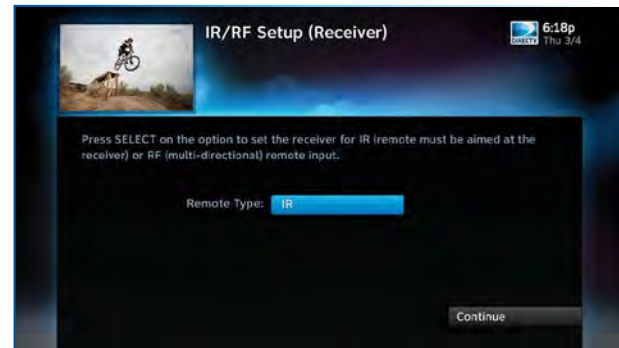 IR/RF Setup (Receiver)
6:18p
DIRECTV Thu 3/4
Press SELECT on the option to set the receiver for IR (remote must be aimed at the
receiver) or RF (multi-directional) remote input.
Remote Type: IR
Continue